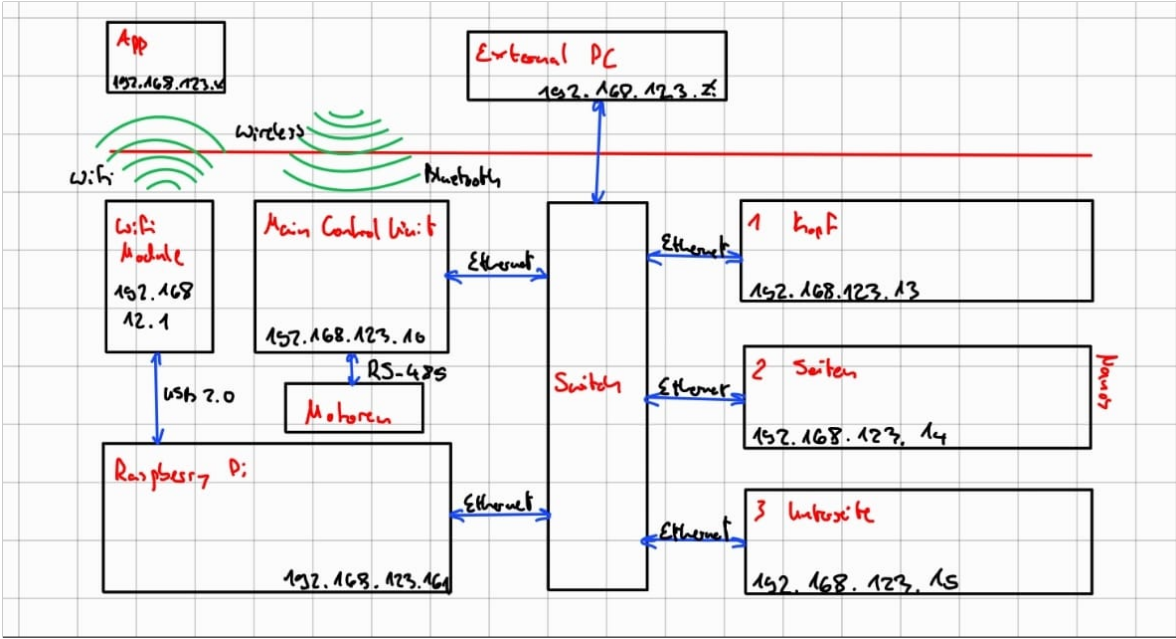 App
192.168.123.x
External PC
192.168.123.z
Wireless
Wifi
Bluetooth
Wifi
Module
192.168
12.1
Main Control Unit
192.168.123.10
Ethernet
Ethernet
1 Kopf
192.168.123.13
RS-485
Motoren
USB 2.0
Switch
Ethernet
2 Seiten
192.168.123.14
Nanos
Raspberry Pi
192.168.123.161
Ethernet
Ethernet
3 Unterseite
192.168.123.15